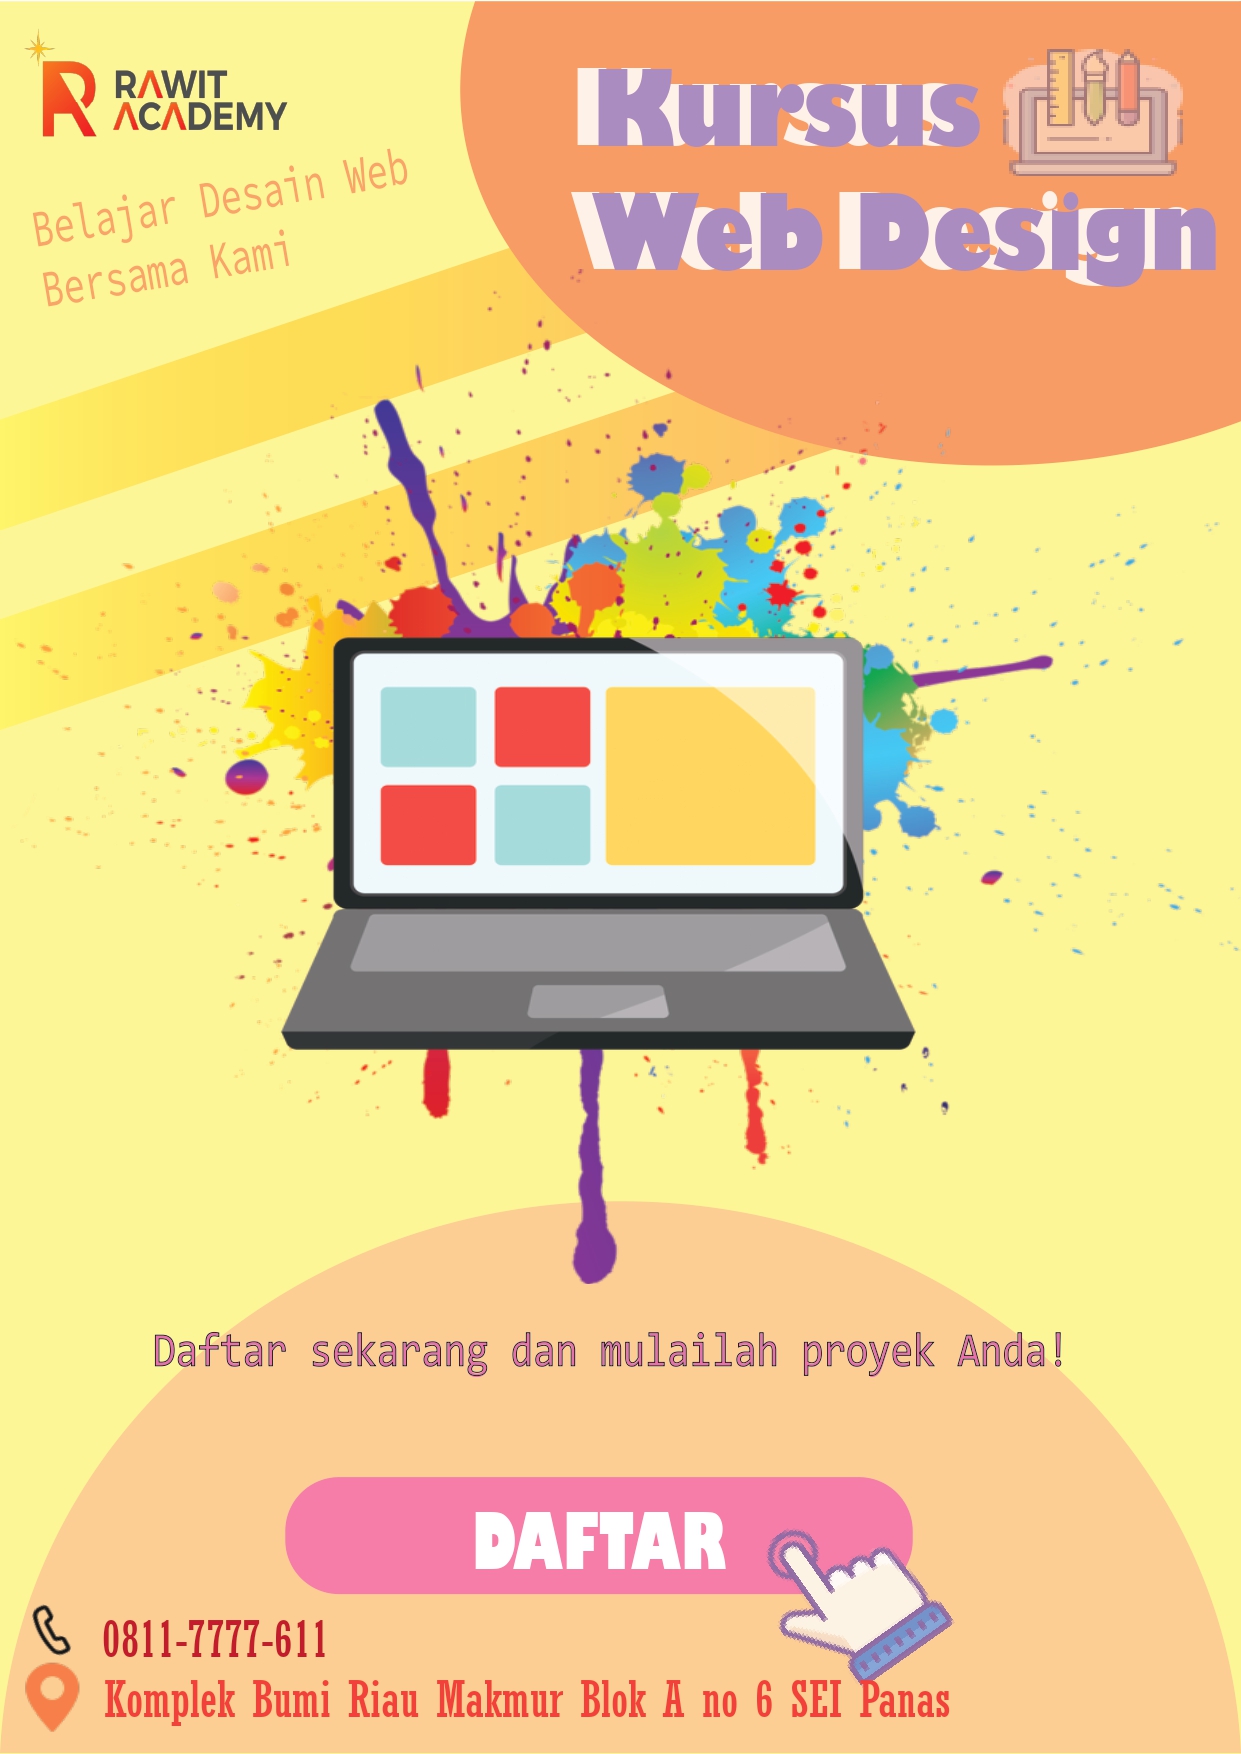 RAWIT
ACADEMY
Kursus
Web Design
Belajar Desain Web
Bersama Kami
Daftar sekarang dan mulailah proyek Anda!
DAFTAR
0811-7777-611
Komplek Bumi Riau Makmur Blok A no 6 SEI Panas